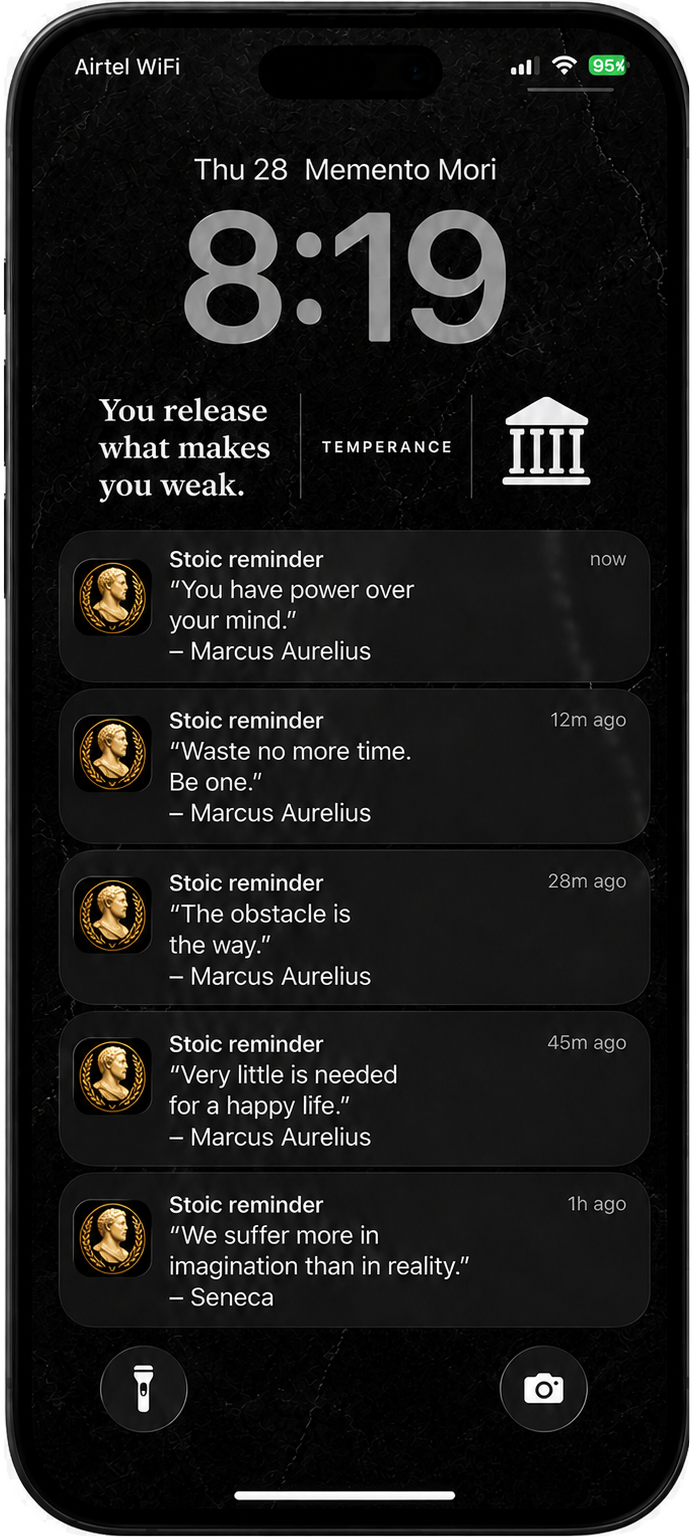 Airtel WiFi 95%
Thu 28 Memento Mori
8:19
You release
what makes
you weak.
TEMPERANCE
Stoic reminder now
“You have power over
your mind.”
– Marcus Aurelius
Stoic reminder 12m ago
“Waste no more time.
Be one.”
– Marcus Aurelius
Stoic reminder 28m ago
“The obstacle is
the way.”
– Marcus Aurelius
Stoic reminder 45m ago
“Very little is needed
for a happy life.”
– Marcus Aurelius
Stoic reminder 1h ago
“We suffer more in
imagination than in reality.”
– Seneca